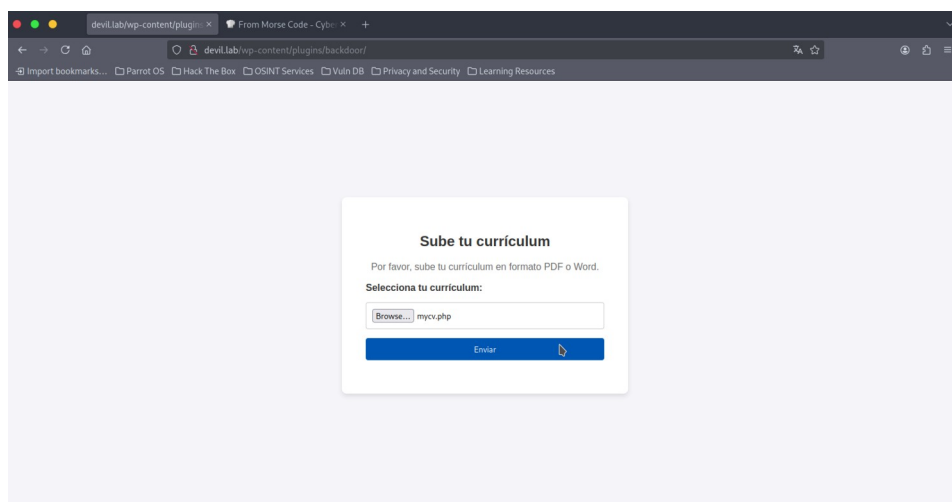 devil.lab/wp-content/plugin × From Morse Code - Cybe × +
devil.lab/wp-content/plugins/backdoor/
Import bookmarks... Parrot OS Hack The Box OSINT Services Vuln DB Privacy and Security Learning Resources
Sube tu currículum
Por favor, sube tu currículum en formato PDF o Word.
Selecciona tu currículum:
Browse... mycv.php
Enviar